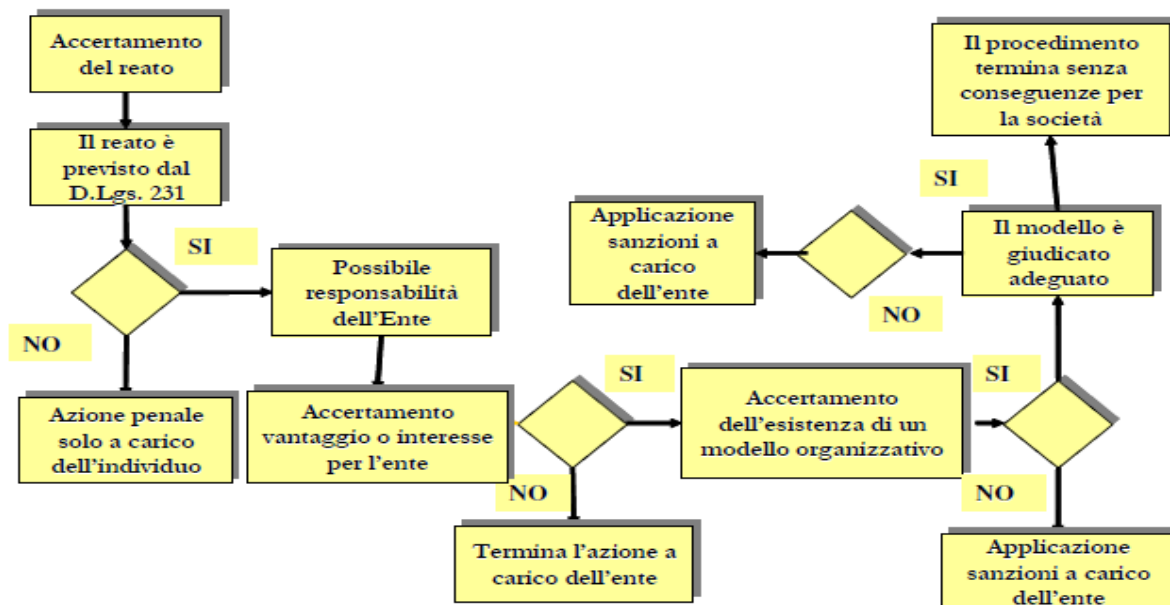 Accertamento
del reato
Il reato è
previsto dal
D.Lgs. 231
SI
NO
Possibile
responsabilità
dell'Ente
Azione penale
solo a carico
dell'individuo
Accertamento
vantaggio o interesse
per l'ente
SI
NO
Termina l'azione a
carico dell'ente
Accertamento
dell'esistenza di un
modello organizzativo
SI
NO
Applicazione
sanzioni a carico
dell'ente
Il modello è
giudicato
adeguato
SI
NO
Applicazione
sanzioni a
carico
dell'ente
Il procedimento
termina senza
conseguenze per
la società